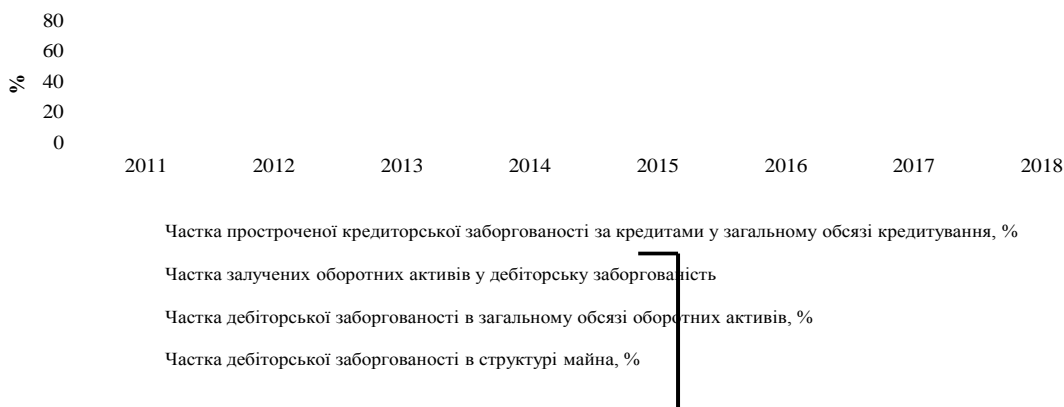 80
60
40
20
0
%
2011 2012 2013 2014 2015 2016 2017 2018
Частка простроченої кредиторської заборгованості за кредитами у загальному обсязі кредитування, %
Частка залучених оборотних активів у дебіторську заборгованість
Частка дебіторської заборгованості в загальному обсязі оборотних активів, %
Частка дебіторської заборгованості в структурі майна, %